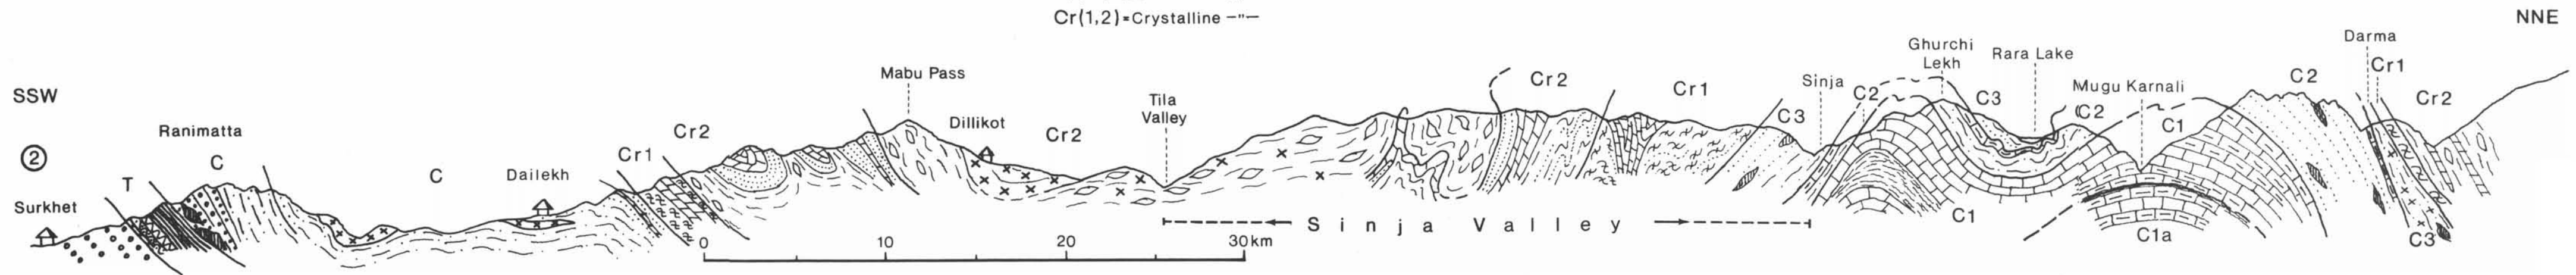 Cr(1,2)=Crystalline –"–
NNE
SSW
Ranimatta
②
Surkhet
T
C
C
Dailekh
Cr1
Cr2
Mabu Pass
Dillikot
Cr2
Tila
Valley
Cr2
Cr1
C3
Sinja
C2
Ghurchi
Lekh
C3
Rara Lake
C2
Mugu Karnali
C1
C2
Darma
Cr1
Cr2
Sinja Valley
C1
C1a
C3
0 10 20 30km